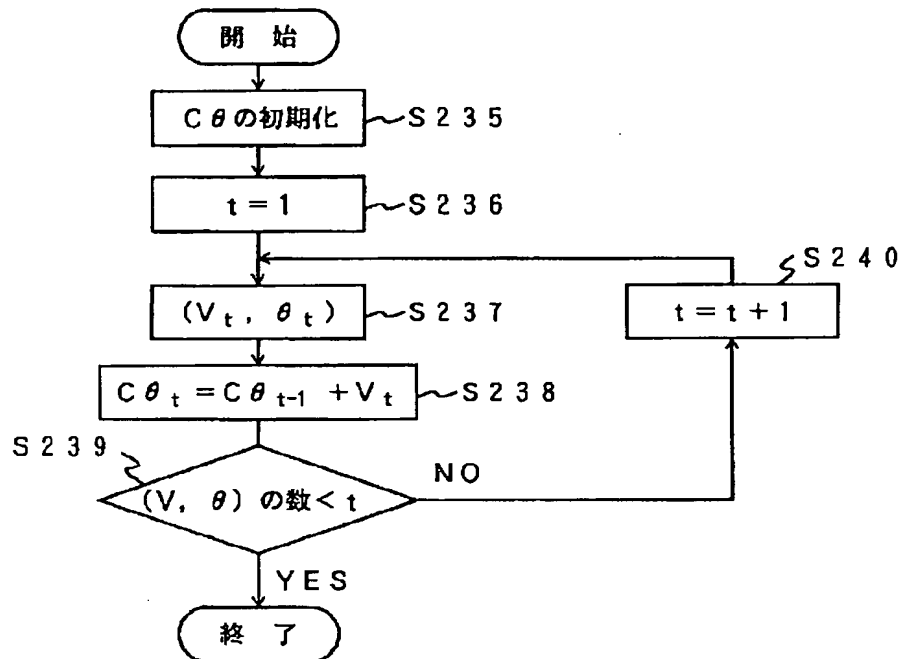 開 始
Cθの初期化
S235
t=1
S236
S240
(Vt, θt)
S237
t=t+1
Cθt=Cθt-1+Vt
S238
S239
(V, θ)の数<t
NO
YES
終 了